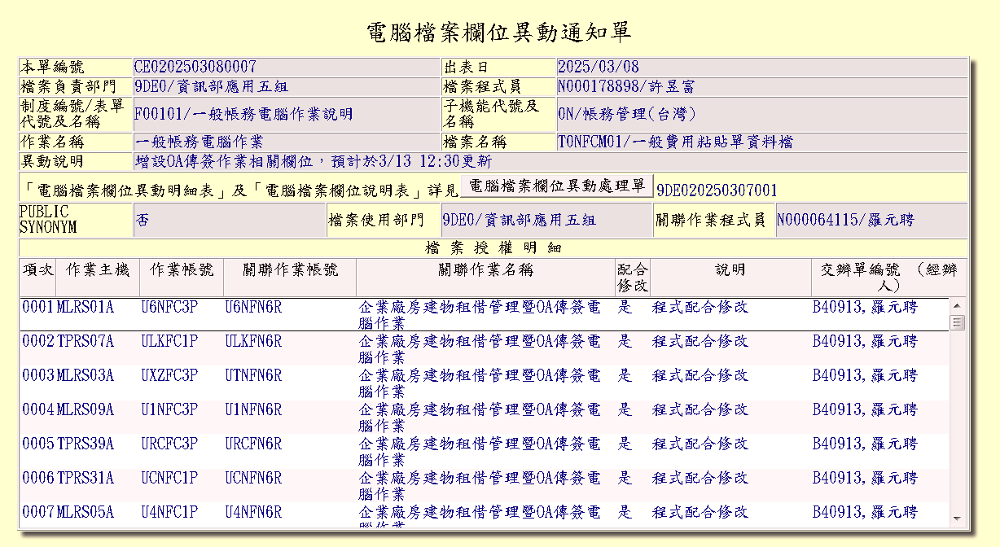 電腦檔案欄位異動通知單
本單編號 CE0202503080007 出表日 2025/03/08
檔案負責部門 9DE0/資訊部應用五組 檔案程式員 N000178898/許昱富
制度編號/表單
代號及名稱 F00101/一般帳務電腦作業說明 子機能代號及
名稱 0N/帳務管理(台灣)
作業名稱 一般帳務電腦作業 檔案名稱 T0NFCM01/一般費用粘貼單資料檔
異動說明 增設OA傳簽作業相關欄位，預計於3/13 12:30更新
「電腦檔案欄位異動明細表」及「電腦檔案欄位說明表」詳見 電腦檔案欄位異動處理單 9DE020250307001
PUBLIC
SYNONYM 否 檔案使用部門 9DE0/資訊部應用五組 關聯作業程式員 N000064115/羅元聘
檔 案 授 權 明 細
項次 作業主機 作業帳號 關聯作業帳號 關聯作業名稱 配合
修改 說明 交辦單編號 （經辦
人）
0001 MLRS01A U6NFC3P U6NFN6R 企業廠房建物租借管理暨OA傳簽電
腦作業 是 程式配合修改 B40913,羅元聘
0002 TPRS07A ULKFC1P ULKFN6R 企業廠房建物租借管理暨OA傳簽電
腦作業 是 程式配合修改 B40913,羅元聘
0003 MLRS03A UXZFC3P UTNFN6R 企業廠房建物租借管理暨OA傳簽電
腦作業 是 程式配合修改 B40913,羅元聘
0004 MLRS09A U1NFC3P U1NFN6R 企業廠房建物租借管理暨OA傳簽電
腦作業 是 程式配合修改 B40913,羅元聘
0005 TPRS39A URCFC3P URCFN6R 企業廠房建物租借管理暨OA傳簽電
腦作業 是 程式配合修改 B40913,羅元聘
0006 TPRS31A UCNFC1P UCNFN6R 企業廠房建物租借管理暨OA傳簽電
腦作業 是 程式配合修改 B40913,羅元聘
0007 MLRS05A U4NFC1P U4NFN6R 企業廠房建物租借管理暨OA傳簽電
腦作業 是 程式配合修改 B40913,羅元聘